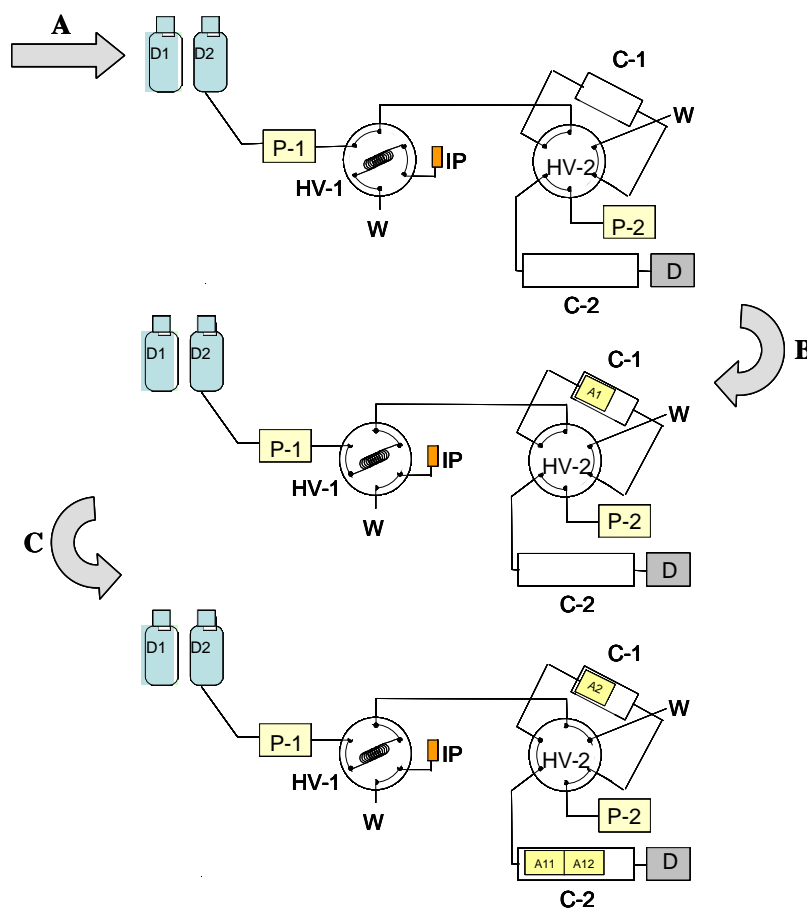 A
D1 D2
C-1
W
P-1
HV-1
IP
HV-2
W
P-2
D
C-2
B
D1 D2
C-1
A1
W
P-1
HV-1
IP
HV-2
W
P-2
D
C-2
C
D1 D2
C-1
A2
W
P-1
HV-1
IP
HV-2
W
P-2
A11 A12
D
C-2